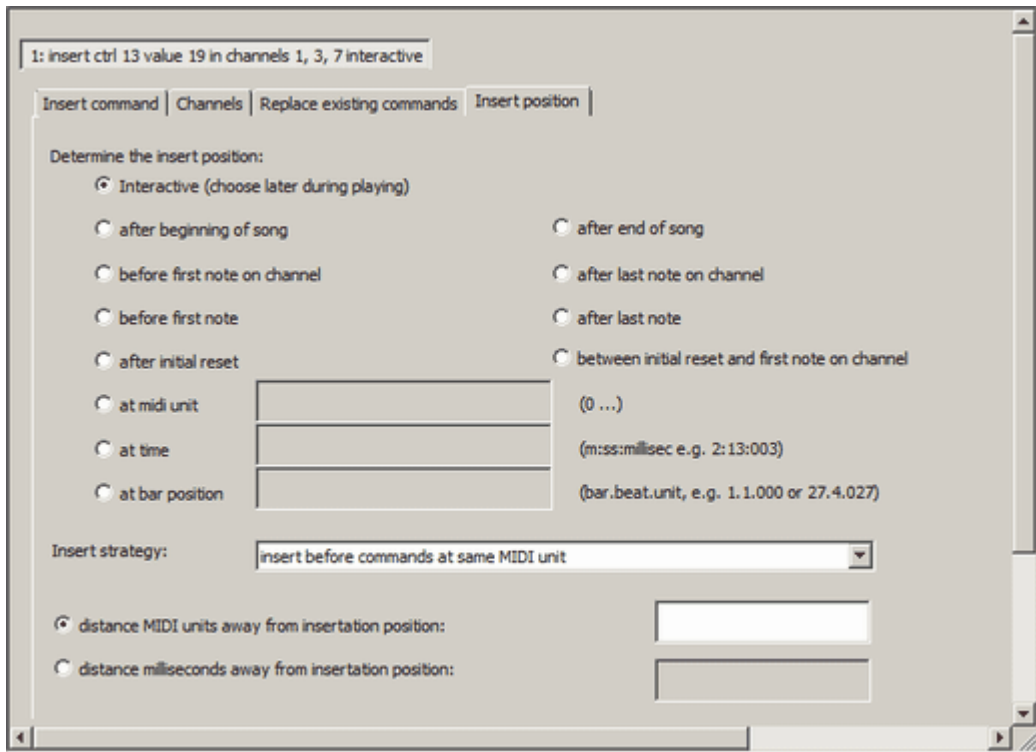 1: insert ctrl 13 value 19 in channels 1, 3, 7 interactive
Insert command Channels Replace existing commands Insert position
Determine the insert position:
Interactive (choose later during playing)
after beginning of song after end of song
before first note on channel after last note on channel
before first note after last note
after initial reset between initial reset and first note on channel
at midi unit (0 ...)
at time (m:ss:millisec e.g. 2:13:003)
at bar position (bar.beat.unit, e.g. 1.1.000 or 27.4.027)
Insert strategy: insert before commands at same MIDI unit
distance MIDI units away from insertation position:
distance milliseconds away from insertation position: